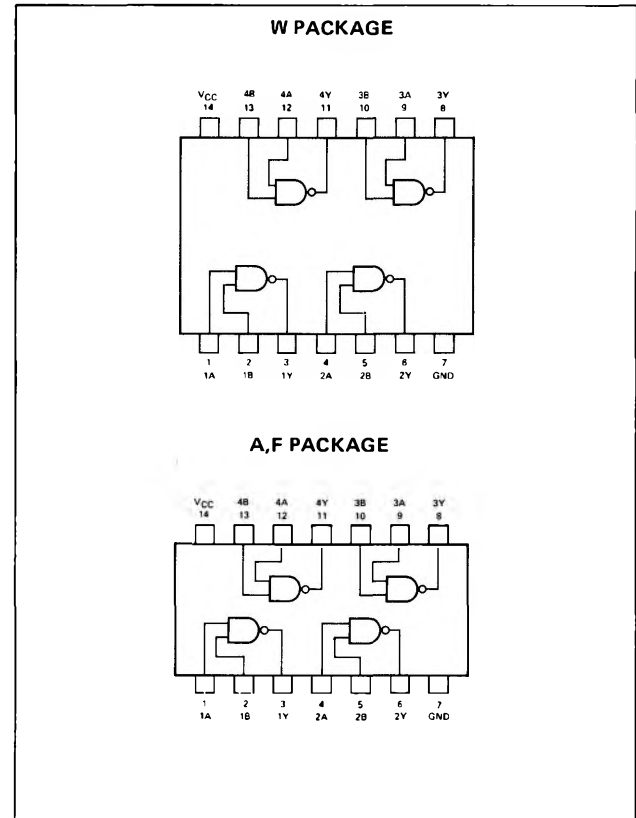 W PACKAGE
VCC 4B 4A 4Y 3B 3A 3Y
14 13 12 11 10 9 8
1 2 3 4 5 6 7
1A 1B 1Y 2A 2B 2Y GND
A,F PACKAGE
VCC 4B 4A 4Y 3B 3A 3Y
14 13 12 11 10 9 8
1 2 3 4 5 6 7
1A 1B 1Y 2A 2B 2Y GND